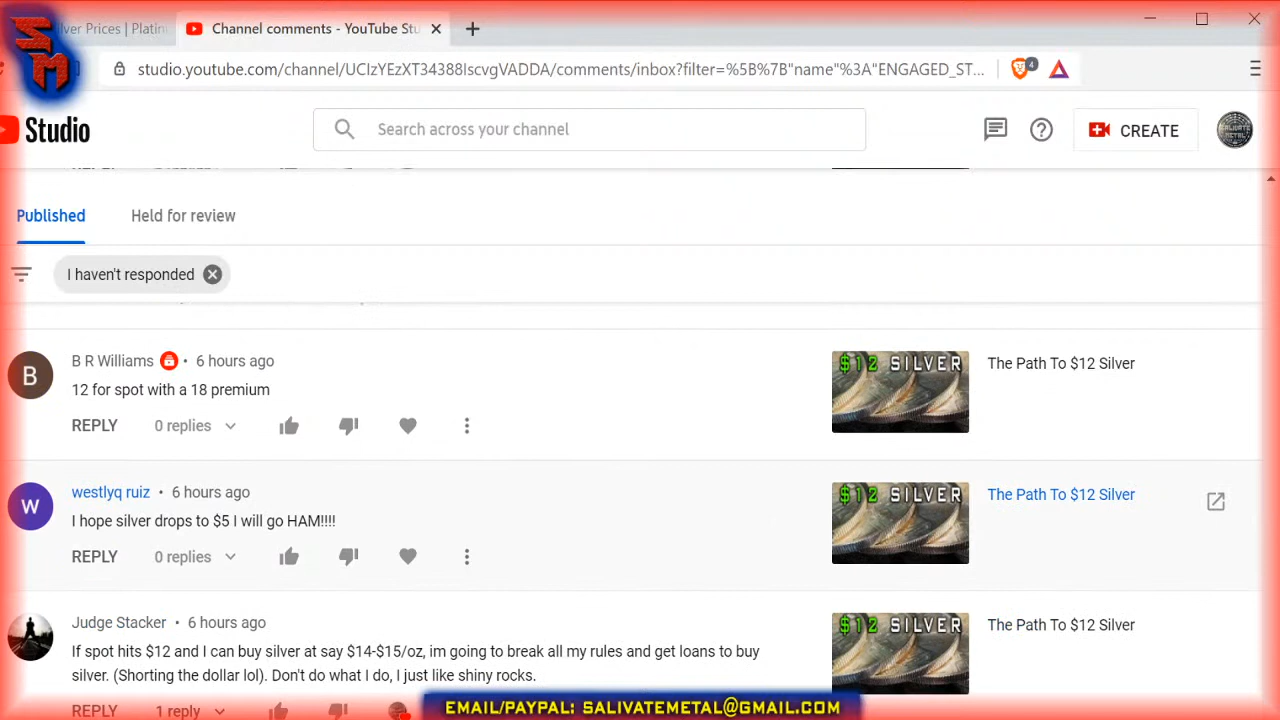 SM
lver Prices | Platin
Channel comments - YouTube Stu
studio.youtube.com/channel/UClzYEzXT34388lscvgVADDA/comments/inbox?filter=%5B%7B"name"%3A"ENGAGED_ST...
4
Studio
Search across your channel
CREATE
Published
Held for review
I haven't responded
B
B R Williams • 6 hours ago
12 for spot with a 18 premium
REPLY 0 replies
$12 SILVER
The Path To $12 Silver
W
westlyq ruiz • 6 hours ago
I hope silver drops to $5 I will go HAM!!!!
REPLY 0 replies
$12 SILVER
The Path To $12 Silver
Judge Stacker • 6 hours ago
If spot hits $12 and I can buy silver at say $14-$15/oz, im going to break all my rules and get loans to buy
silver. (Shorting the dollar lol). Don't do what I do, I just like shiny rocks.
REPLY 1 reply
$12 SILVER
The Path To $12 Silver
EMAIL/PAYPAL: SALIVATEMETAL@GMAIL.COM